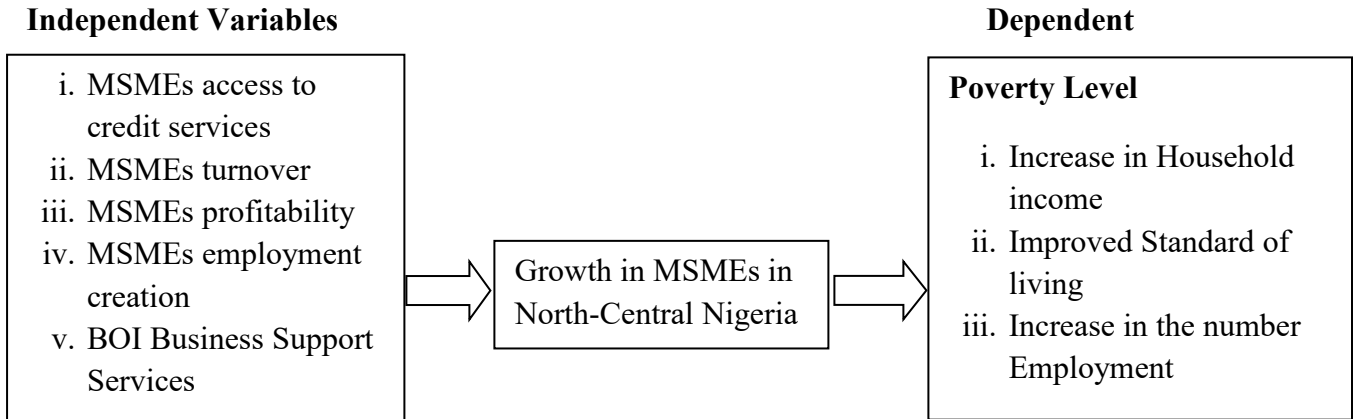 Independent Variables
i. MSMEs access to
credit services
ii. MSMEs turnover
iii. MSMEs profitability
iv. MSMEs employment
creation
v. BOI Business Support
Services
Growth in MSMEs in
North-Central Nigeria
Dependent
Poverty Level
i. Increase in Household
income
ii. Improved Standard of
living
iii. Increase in the number
Employment